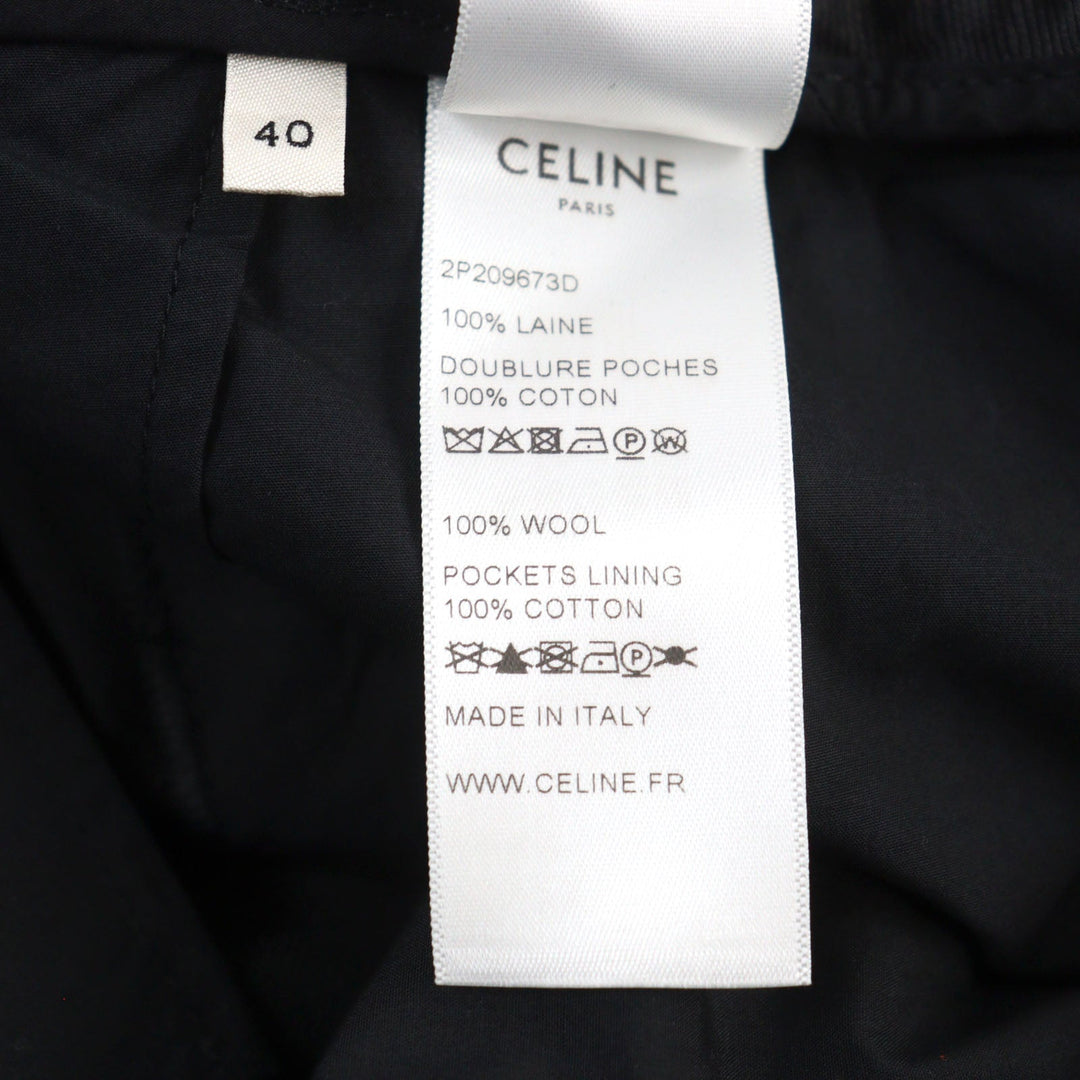 40
CELINE
PARIS
2P209673D
100% LAINE
DOUBLURE POCHES
100% COTON
P W
100% WOOL
POCKETS LINING
100% COTTON
P
MADE IN ITALY
WWW.CELINE.FR